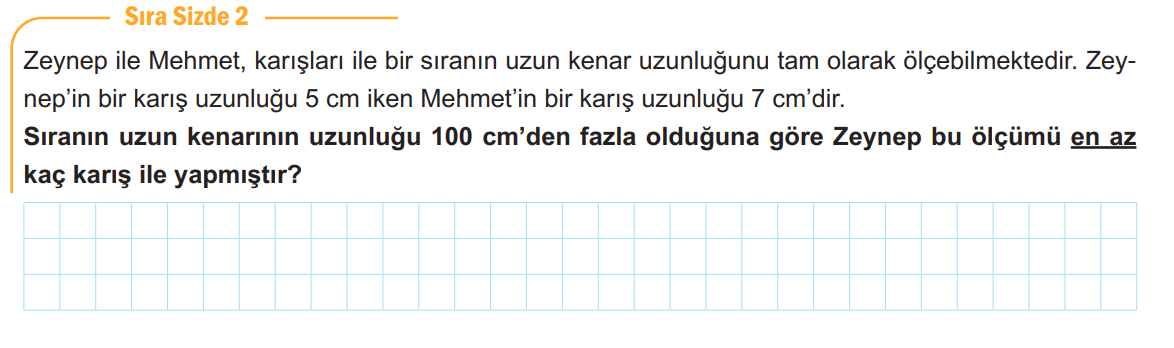 Sıra Sizde 2
Zeynep ile Mehmet, karışları ile bir sıranın uzun kenar uzunluğunu tam olarak ölçebilmektedir. Zey-
nep’in bir karış uzunluğu 5 cm iken Mehmet’in bir karış uzunluğu 7 cm’dir.
Sıranın uzun kenarının uzunluğu 100 cm’den fazla olduğuna göre Zeynep bu ölçümü en az
kaç karış ile yapmıştır?